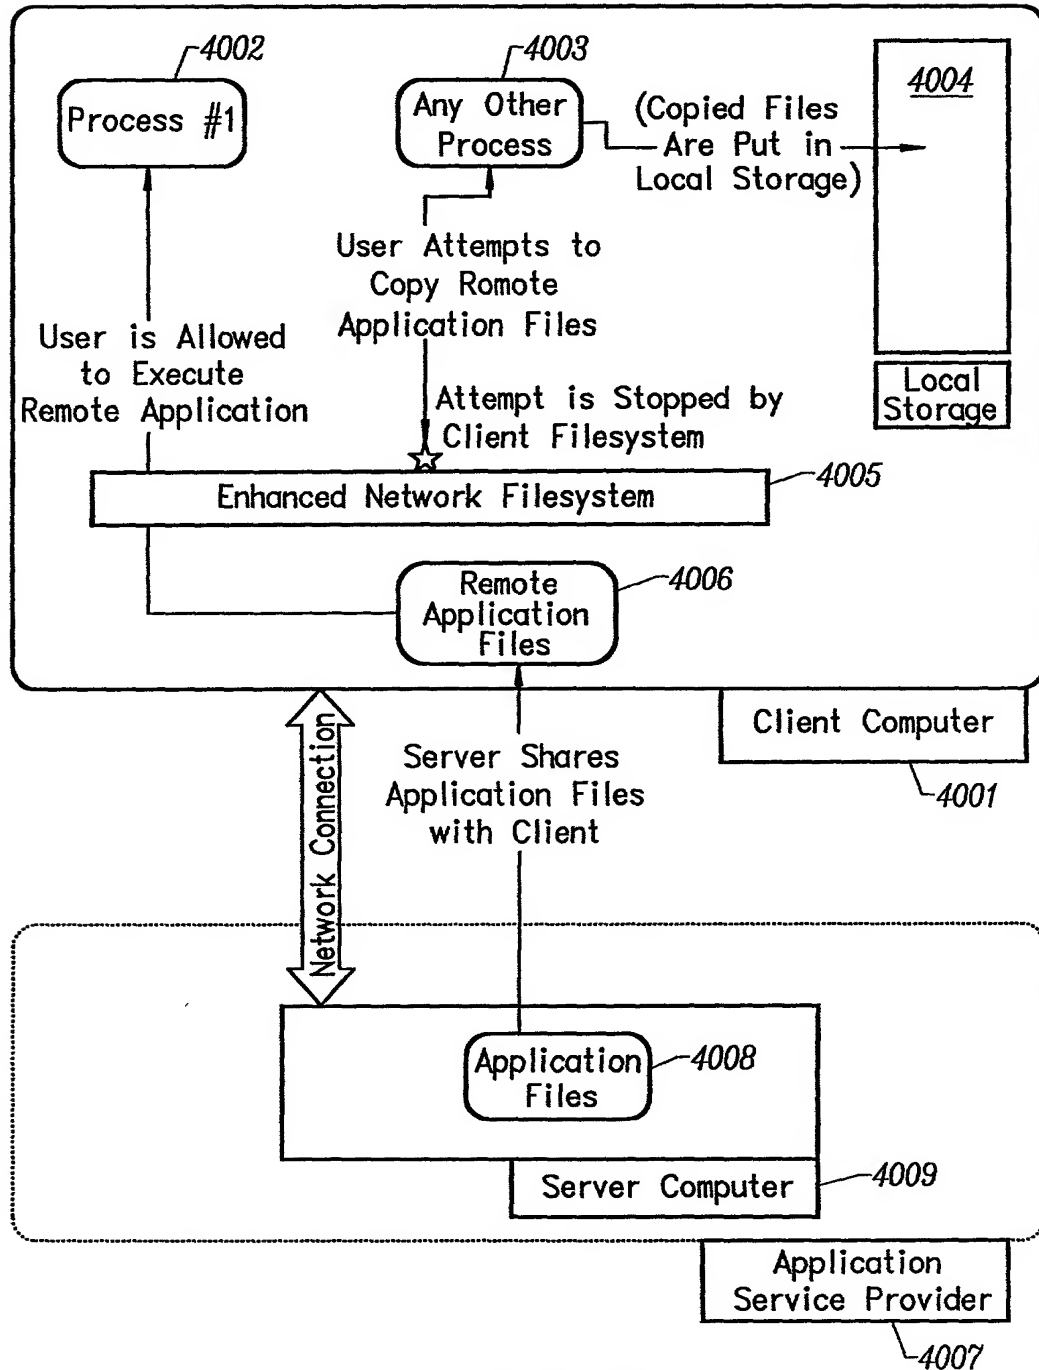 4002
Process #1
4003
Any Other
Process
(Copied Files
Are Put in
Local Storage)
4004
User Attempts to
Copy Romote
Application Files
User is Allowed
to Execute
Remote Application
Local
Storage
Attempt is Stopped by
Client Filesystem
Enhanced Network Filesystem
4005
Remote
Application
Files
4006
Client Computer
4001
Network Connection
Server Shares
Application Files
with Client
Application
Files
4008
Server Computer
4009
Application
Service Provider
4007